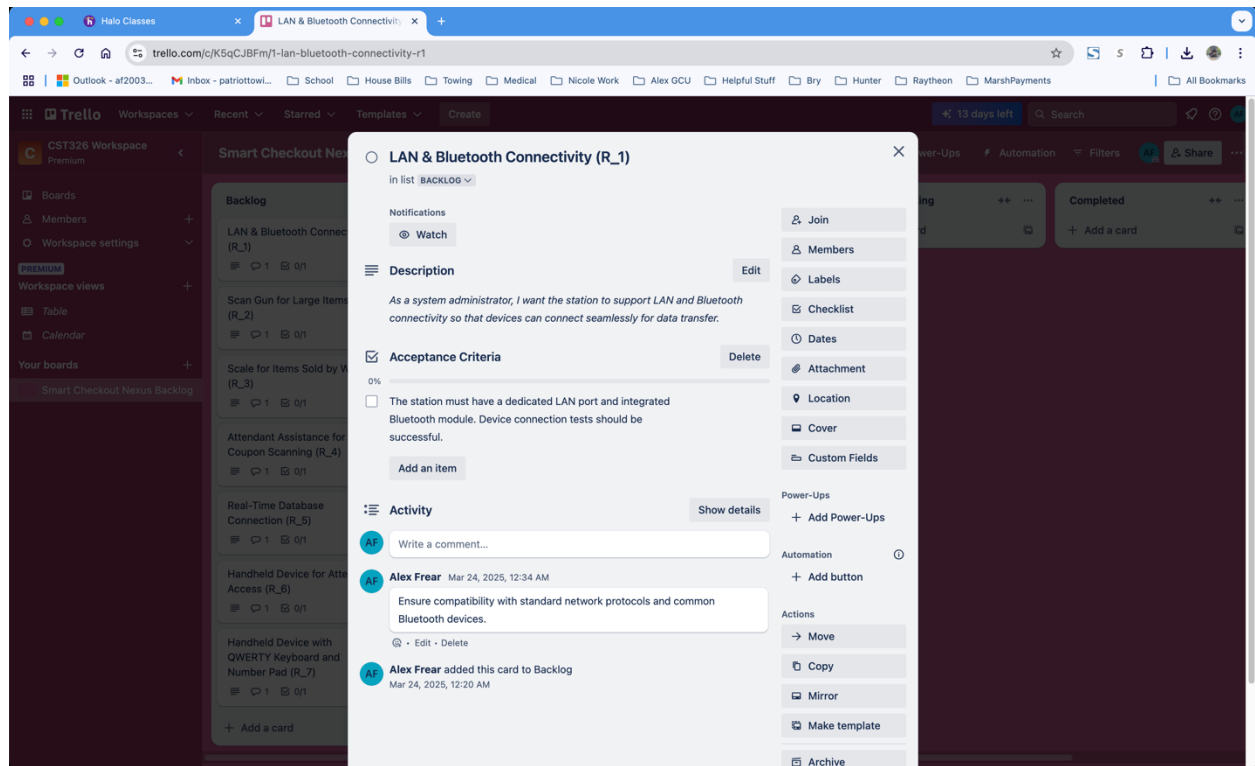 Halo Classes
LAN & Bluetooth Connectivity
trello.com/c/K5qCJBFm/1-lan-bluetooth-connectivity-r1
Outlook - af2003... Inbox - patriottowi... School House Bills Towing Medical Nicole Work Alex GCU Helpful Stuff Bry Hunter Raytheon MarshPayments All Bookmarks
Trello Workspaces Recent Starred Templates Create 13 days left Search
C CST326 Workspace
Premium
Smart Checkout Nex
wer-Ups Automation Filters AF Share
Boards
Members
Workspace settings
PREMIUM
Workspace views
Table
Calendar
Your boards
Smart Checkout Nexus Backlog
Backlog
LAN & Bluetooth Connec
(R_1)
1 0/1
Scan Gun for Large Items
(R_2)
1 0/1
Scale for Items Sold by W
(R_3)
1 0/1
Attendant Assistance for
Coupon Scanning (R_4)
1 0/1
Real-Time Database
Connection (R_5)
1 0/1
Handheld Device for Atte
Access (R_6)
1 0/1
Handheld Device with
QWERTY Keyboard and
Number Pad (R_7)
1 0/1
+ Add a card
LAN & Bluetooth Connectivity (R_1)
in list BACKLOG
Notifications
Watch
Description
Edit
As a system administrator, I want the station to support LAN and Bluetooth
connectivity so that devices can connect seamlessly for data transfer.
Acceptance Criteria
Delete
0%
The station must have a dedicated LAN port and integrated
Bluetooth module. Device connection tests should be
successful.
Add an item
Activity
Show details
AF
Write a comment...
AF
Alex Frear Mar 24, 2025, 12:34 AM
Ensure compatibility with standard network protocols and common
Bluetooth devices.
• Edit • Delete
AF
Alex Frear added this card to Backlog
Mar 24, 2025, 12:20 AM
Join
Members
Labels
Checklist
Dates
Attachment
Location
Cover
Custom Fields
Power-Ups
+ Add Power-Ups
Automation
+ Add button
Actions
Move
Copy
Mirror
Make template
Archive
ing
rd
Completed
+ Add a card